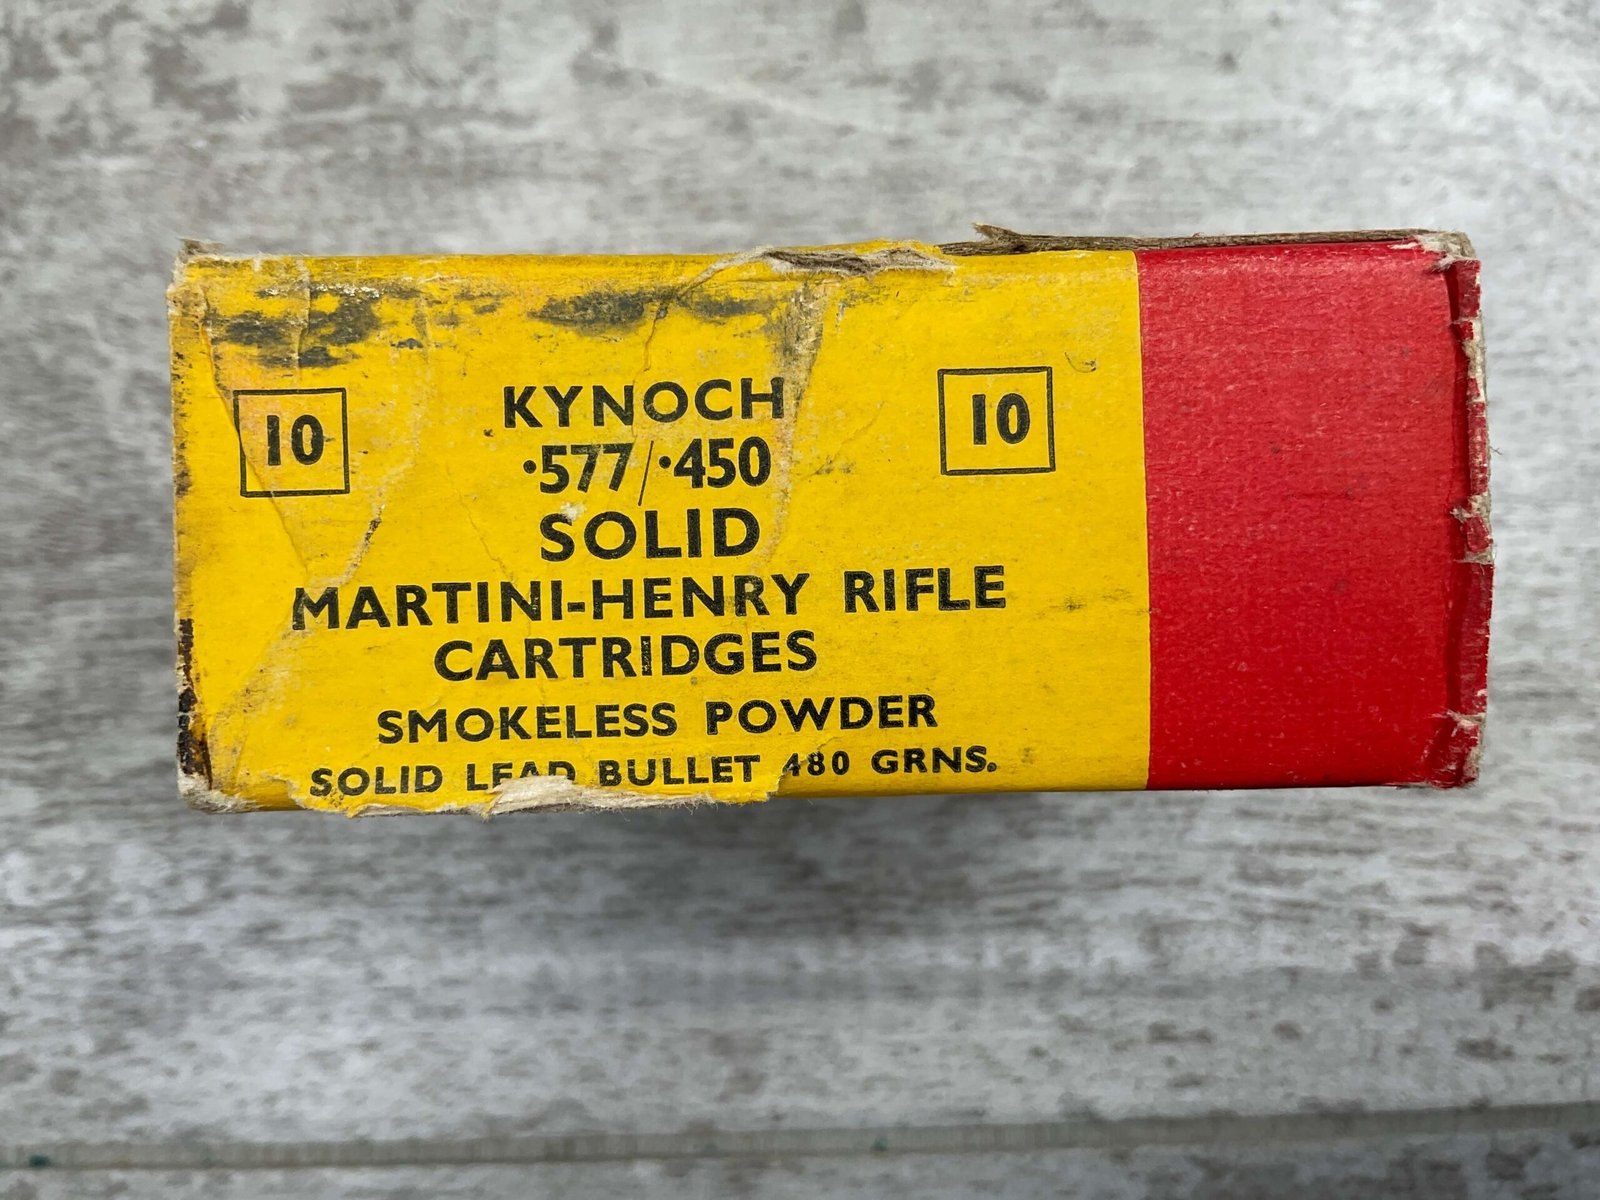 10
KYNOCH
10
·577/·450
SOLID
MARTINI-HENRY RIFLE
CARTRIDGES
SMOKELESS POWDER
SOLID LEAD BULLET 480 GRNS.